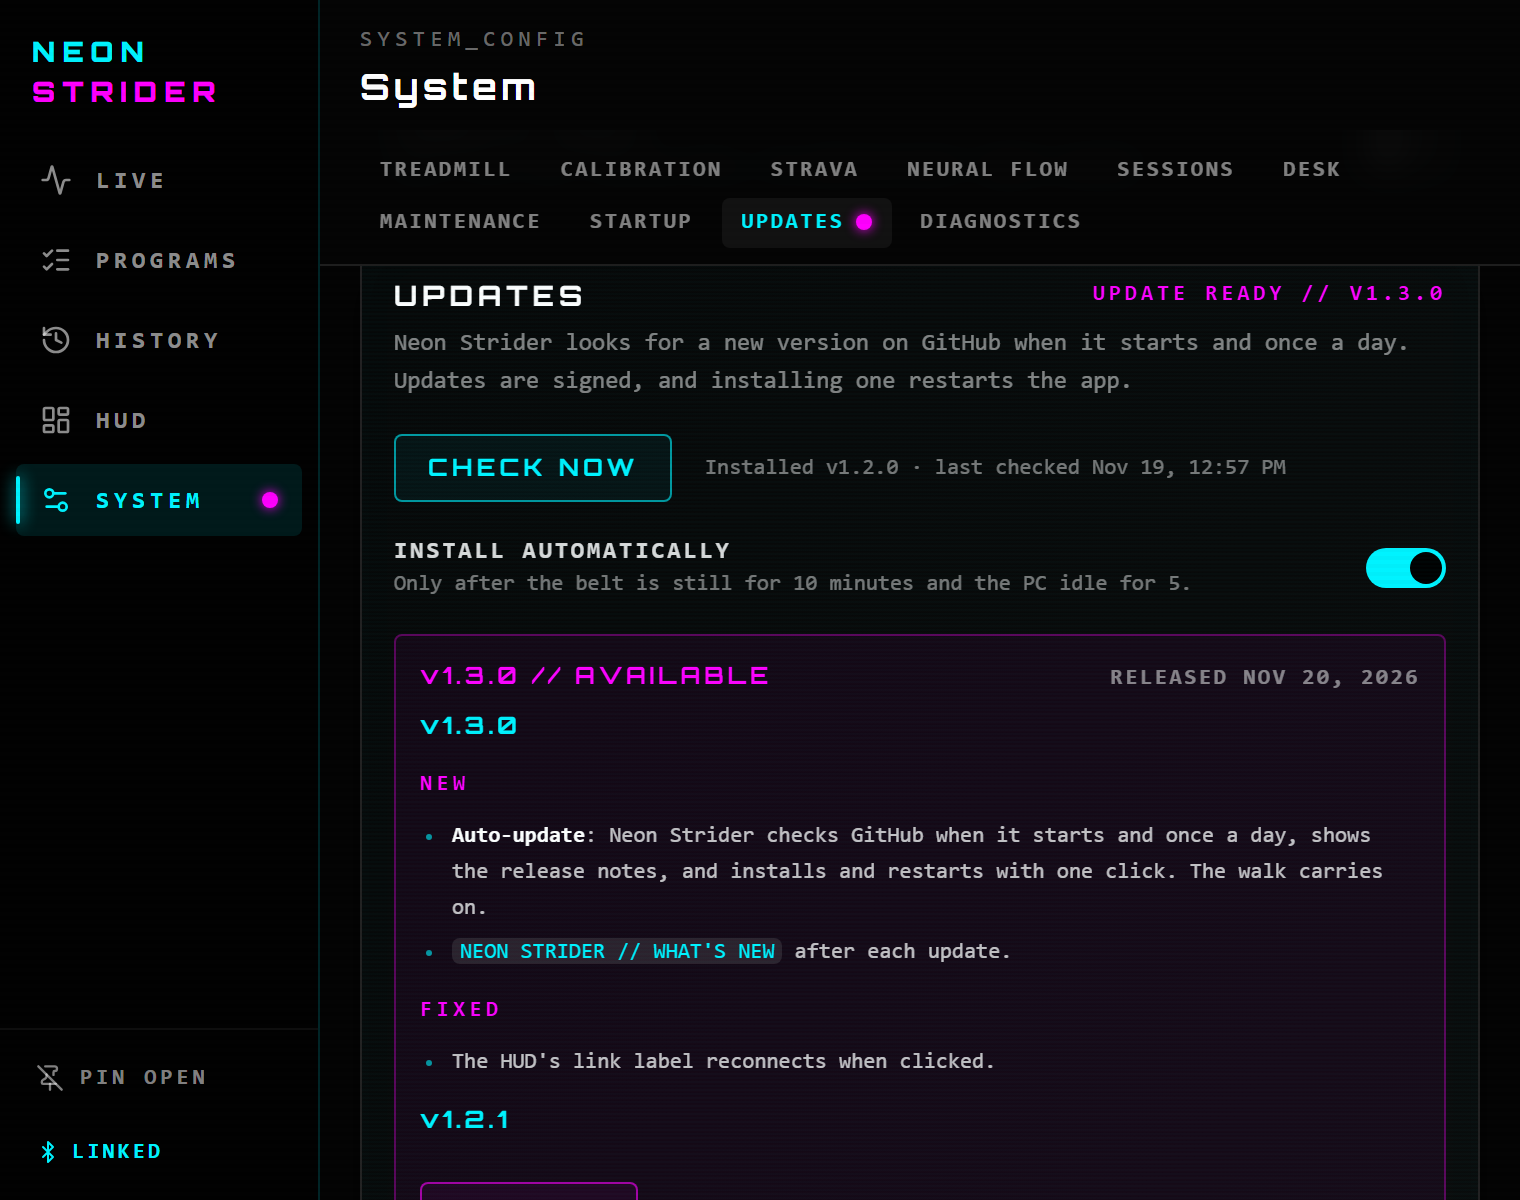 NEON
STRIDER
LIVE
PROGRAMS
HISTORY
HUD
SYSTEM
PIN OPEN
LINKED
SYSTEM_CONFIG
System
TREADMILL CALIBRATION STRAVA NEURAL FLOW SESSIONS DESK
MAINTENANCE STARTUP UPDATES DIAGNOSTICS
UPDATES
UPDATE READY // V1.3.0
Neon Strider looks for a new version on GitHub when it starts and once a day.
Updates are signed, and installing one restarts the app.
CHECK NOW
Installed v1.2.0 · last checked Nov 19, 12:57 PM
INSTALL AUTOMATICALLY
Only after the belt is still for 10 minutes and the PC idle for 5.
v1.3.0 // AVAILABLE
RELEASED NOV 20, 2026
v1.3.0
NEW
• Auto-update: Neon Strider checks GitHub when it starts and once a day, shows
the release notes, and installs and restarts with one click. The walk carries
on.
• NEON STRIDER // WHAT'S NEW after each update.
FIXED
• The HUD's link label reconnects when clicked.
v1.2.1